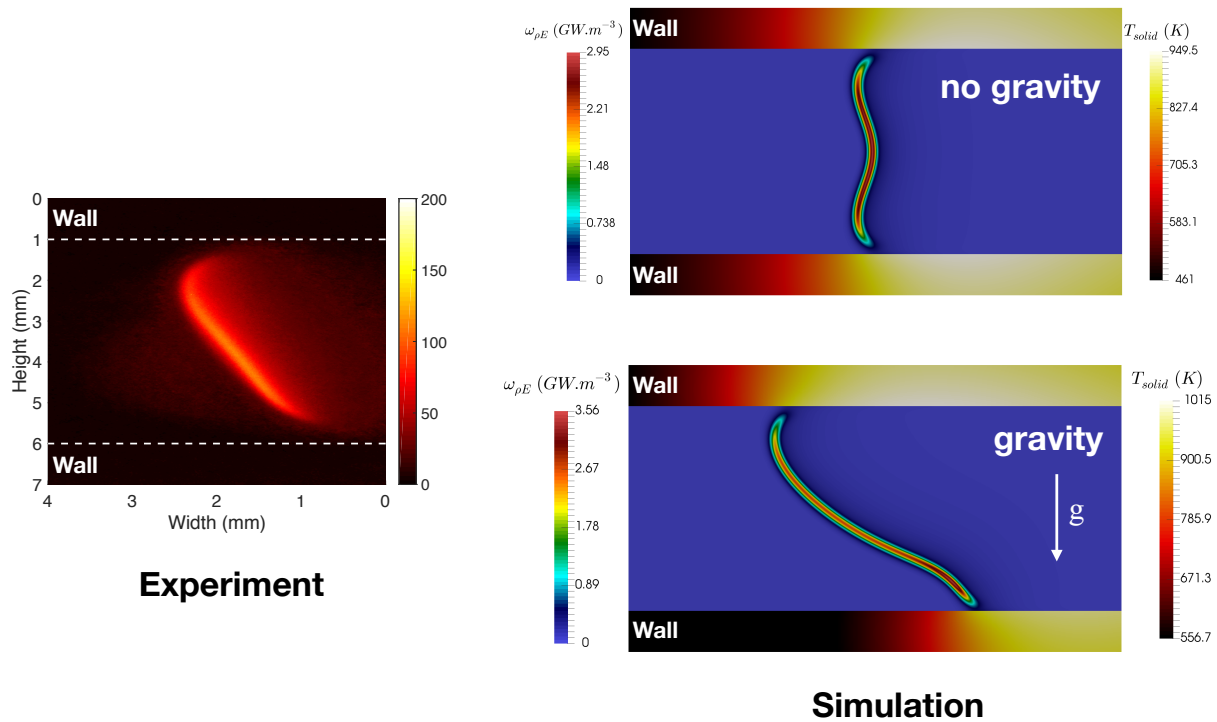 Wall
Wall
0
1
2
3
4
5
6
7
Height (mm)
4
3
2
1
0
Width (mm)
200
150
100
50
0
Experiment
ω_ρE (GW.m⁻³)
2.95
2.21
1.48
0.738
0
Wall
no gravity
Wall
T_solid (K)
949.5
827.4
705.3
583.1
461
ω_ρE (GW.m⁻³)
3.56
2.67
1.78
0.89
0
Wall
gravity
g
Wall
T_solid (K)
1015
900.5
785.9
671.3
556.7
Simulation